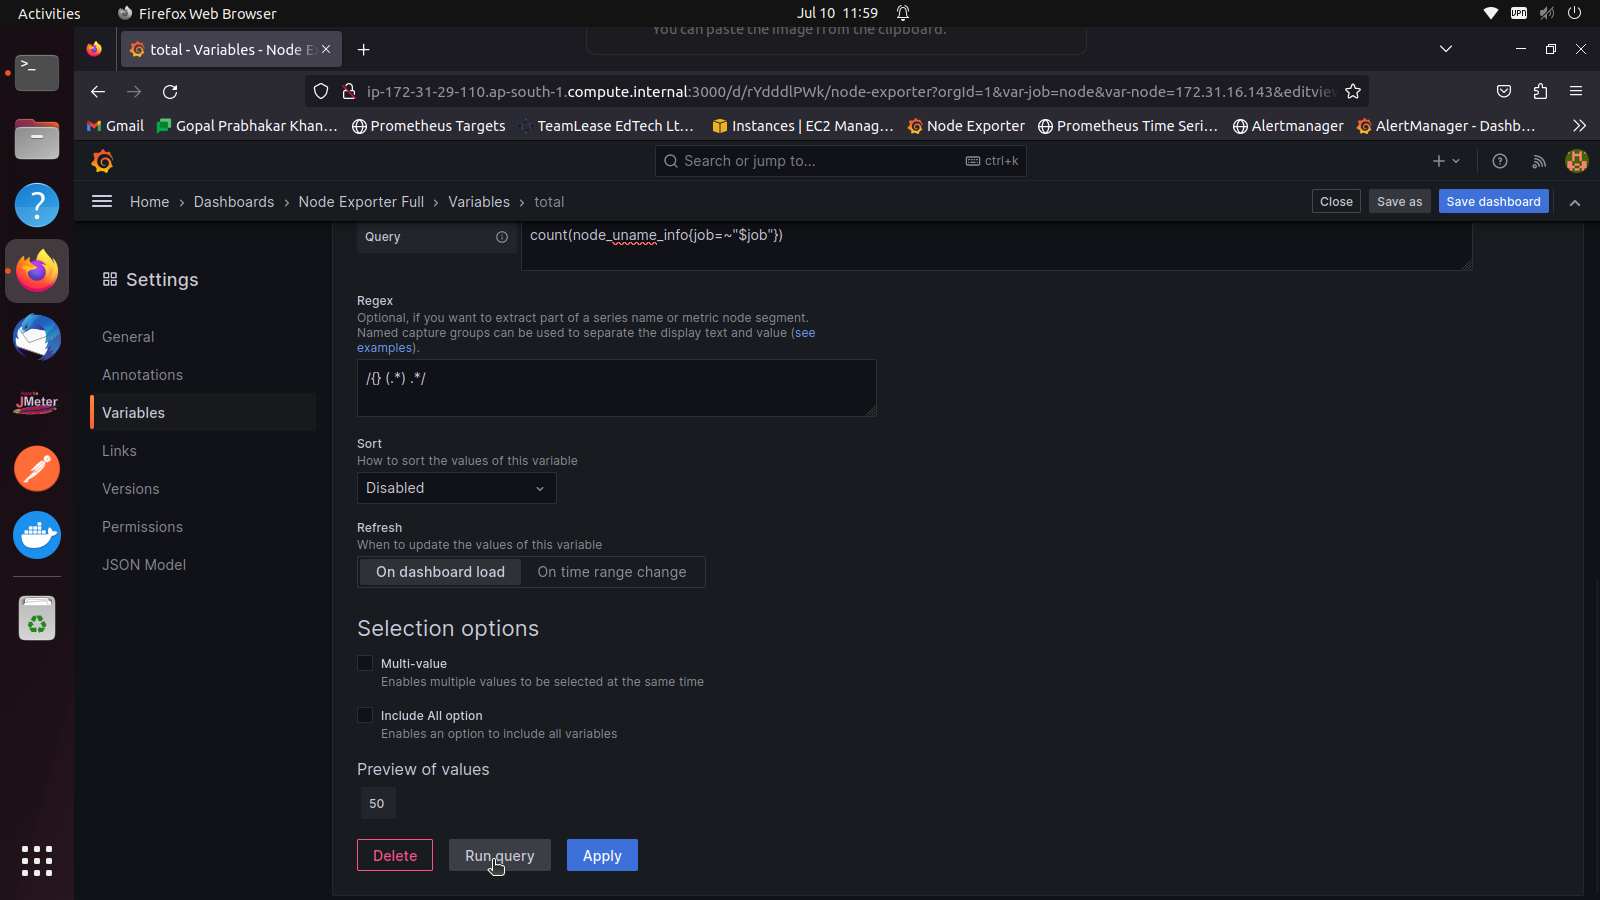 Activities
Firefox Web Browser
Jul 10 11:59
VPN
total - Variables - Node E
You can paste the image from the clipboard.
ip-172-31-29-110.ap-south-1.compute.internal:3000/d/rYdddlPWk/node-exporter?orgId=1&var-job=node&var-node=172.31.16.143&editview
Gmail
Gopal Prabhakar Khan…
Prometheus Targets
TeamLease EdTech Lt…
Instances | EC2 Manag…
Node Exporter
Prometheus Time Seri…
Alertmanager
AlertManager - Dashb…
Search or jump to...
ctrl+k
Home › Dashboards › Node Exporter Full › Variables › total
Close
Save as
Save dashboard
Settings
General
Annotations
Variables
Links
Versions
Permissions
JSON Model
Query
count(node_uname_info{job=~"$job"})
Regex
Optional, if you want to extract part of a series name or metric node segment.
Named capture groups can be used to separate the display text and value (see
examples).
/{} (.*) .*/
Sort
How to sort the values of this variable
Disabled
Refresh
When to update the values of this variable
On dashboard load
On time range change
Selection options
Multi-value
Enables multiple values to be selected at the same time
Include All option
Enables an option to include all variables
Preview of values
50
Delete
Run query
Apply
>_
?
JMeter